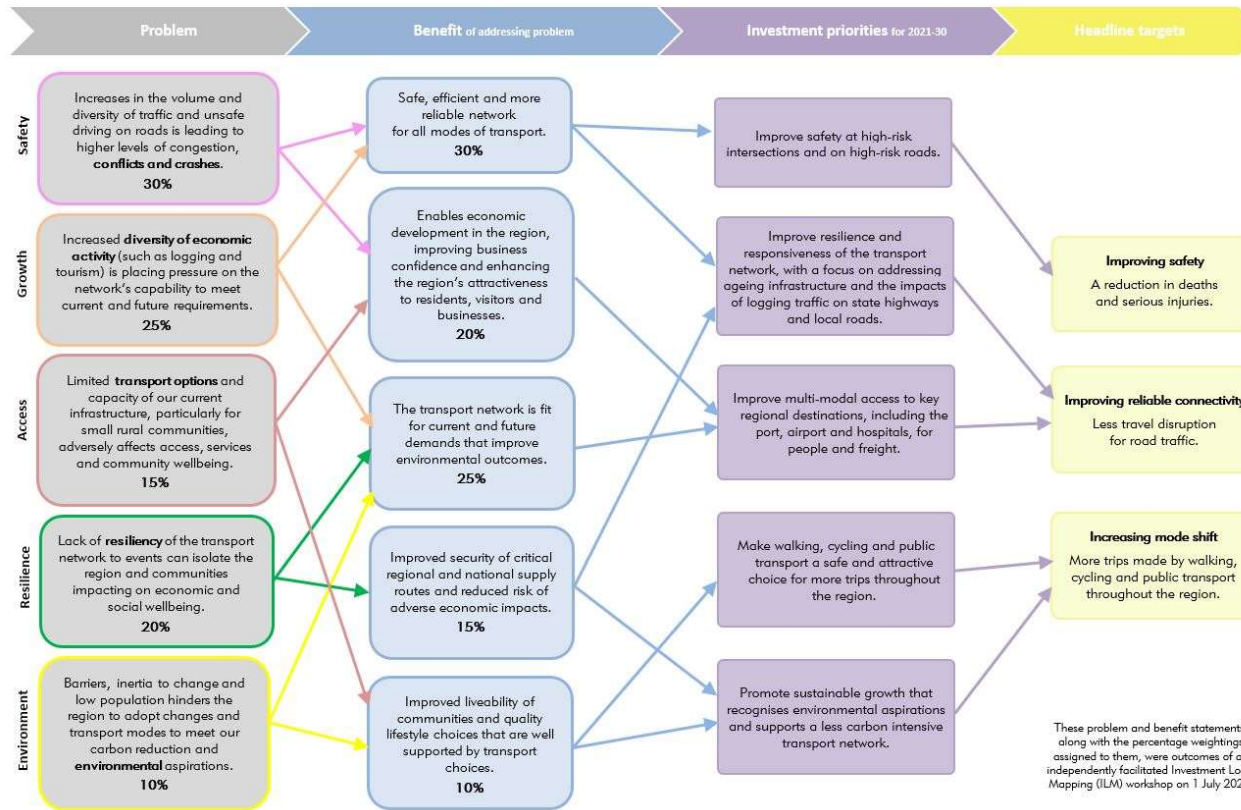 Problem
Benefit of addressing problem
Investment priorities for 2021-30
Headline targets
Safety
Increases in the volume and
diversity of traffic and unsafe
driving on roads is leading to
higher levels of congestion,
conflicts and crashes.
30%
Growth
Increased diversity of economic
activity (such as logging and
tourism) is placing pressure on the
network's capability to meet
current and future requirements.
25%
Access
Limited transport options and
capacity of our current
infrastructure, particularly for
small rural communities,
adversely affects access, services
and community wellbeing.
15%
Resilience
Lack of resiliency of the transport
network to events can isolate the
region and communities
impacting on economic and
social wellbeing.
20%
Environment
Barriers, inertia to change and
low population hinders the
region to adopt changes and
transport modes to meet our
carbon reduction and
environmental aspirations.
10%
Safe, efficient and more
reliable network
for all modes of transport.
30%
Enables economic
development in the region,
improving business
confidence and enhancing
the region's attractiveness
to residents, visitors and
businesses.
20%
The transport network is fit
for current and future
demands that improve
environmental outcomes.
25%
Improved security of critical
regional and national supply
routes and reduced risk of
adverse economic impacts.
15%
Improved liveability of
communities and quality
lifestyle choices that are well
supported by transport
choices.
10%
Improve safety at high-risk
intersections and on high-risk roads.
Improve resilience and
responsiveness of the transport
network, with a focus on addressing
ageing infrastructure and the impacts
of logging traffic on state highways
and local roads.
Improve multi-modal access to key
regional destinations, including the
port, airport and hospitals, for
people and freight.
Make walking, cycling and public
transport a safe and attractive
choice for more trips throughout
the region.
Promote sustainable growth that
recognises environmental aspirations
and supports a less carbon intensive
transport network.
Improving safety
A reduction in deaths
and serious injuries.
Improving reliable connectivity
Less travel disruption
for road traffic.
Increasing mode shift
More trips made by walking,
cycling and public transport
throughout the region.
These problem and benefit statement
along with the percentage weightings
assigned to them, were outcomes of a
independently facilitated Investment Lo
Mapping (ILM) workshop on 1 July 202